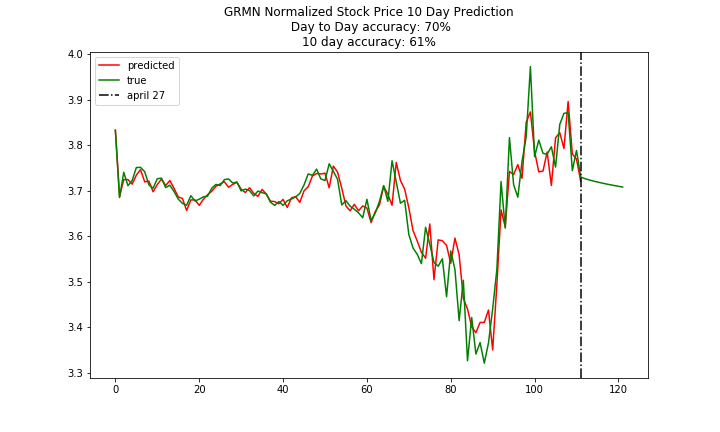 GRMN Normalized Stock Price 10 Day Prediction
Day to Day accuracy: 70%
10 day accuracy: 61%
predicted
true
april 27
4.0
3.9
3.8
3.7
3.6
3.5
3.4
3.3
0 20 40 60 80 100 120